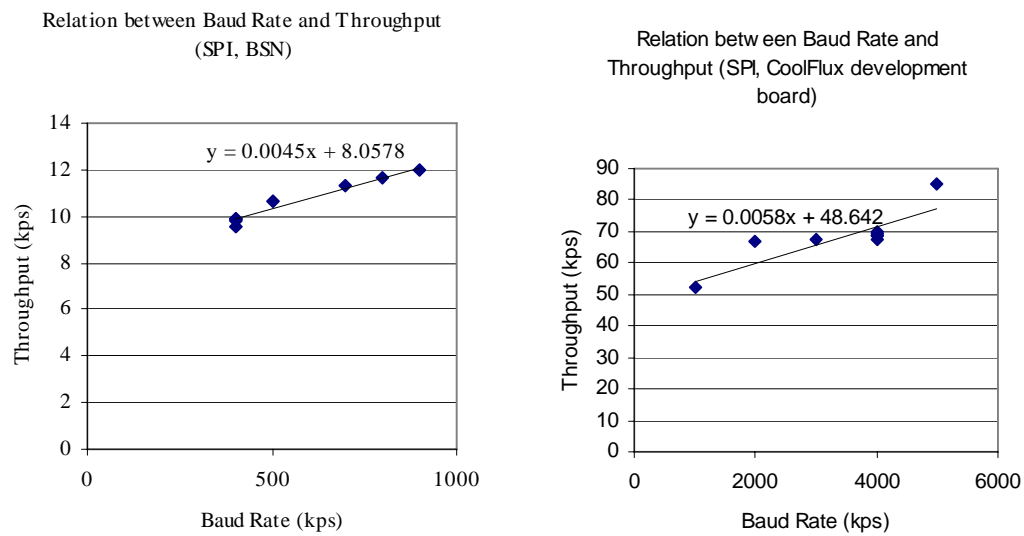 Relation between Baud Rate and Throughput
(SPI, BSN)
14
12
10
8
6
4
2
0
y = 0.0045x + 8.0578
Throughput (kps)
0 500 1000
Baud Rate (kps)
Relation betw een Baud Rate and
Throughput (SPI, CoolFlux development
board)
90
80
70
60
50
40
30
20
10
0
y = 0.0058x + 48.642
Throughput (kps)
0 2000 4000 6000
Baud Rate (kps)